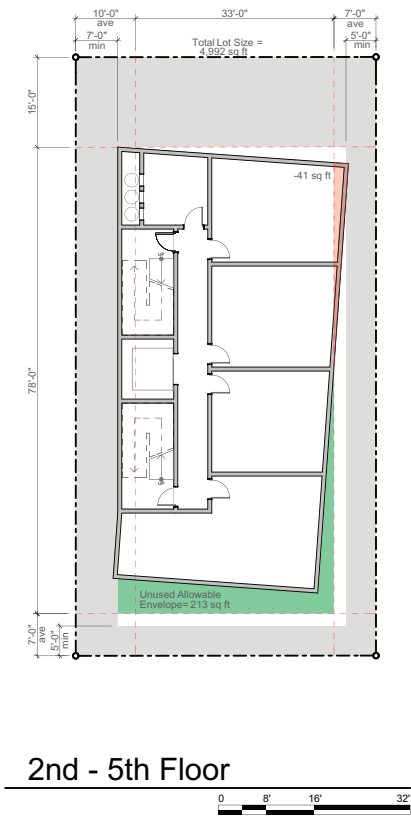 10'-0"
ave
33'-0"
7'-0"
ave
7'-0"
min
Total Lot Size =
4,992 sq ft
5'-0"
min
15'-0"
-41 sq ft
78'-0"
Unused Allowable
Envelope= 213 sq ft
7'-0"
ave
5'-0"
min
2nd - 5th Floor
0 8' 16' 32'